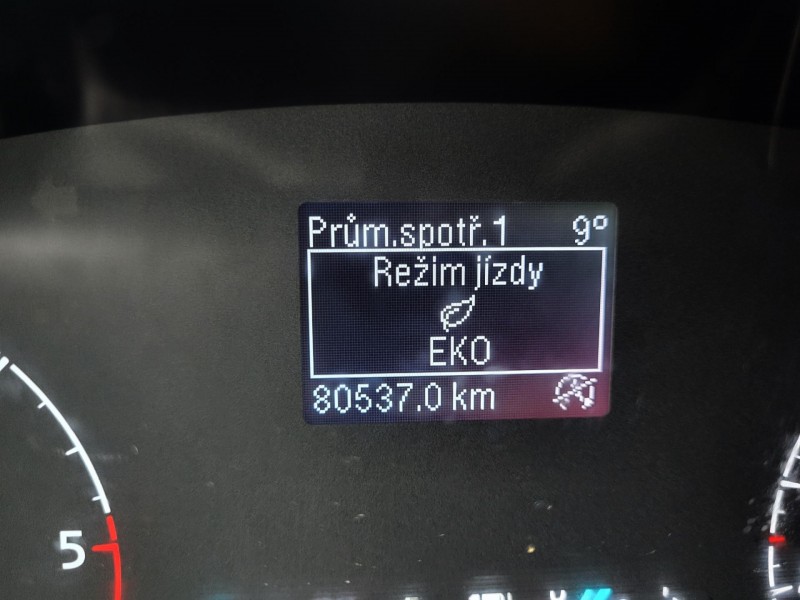 Prům.spotř.1 9°
Režim jízdy
EKO
80537.0 km
5